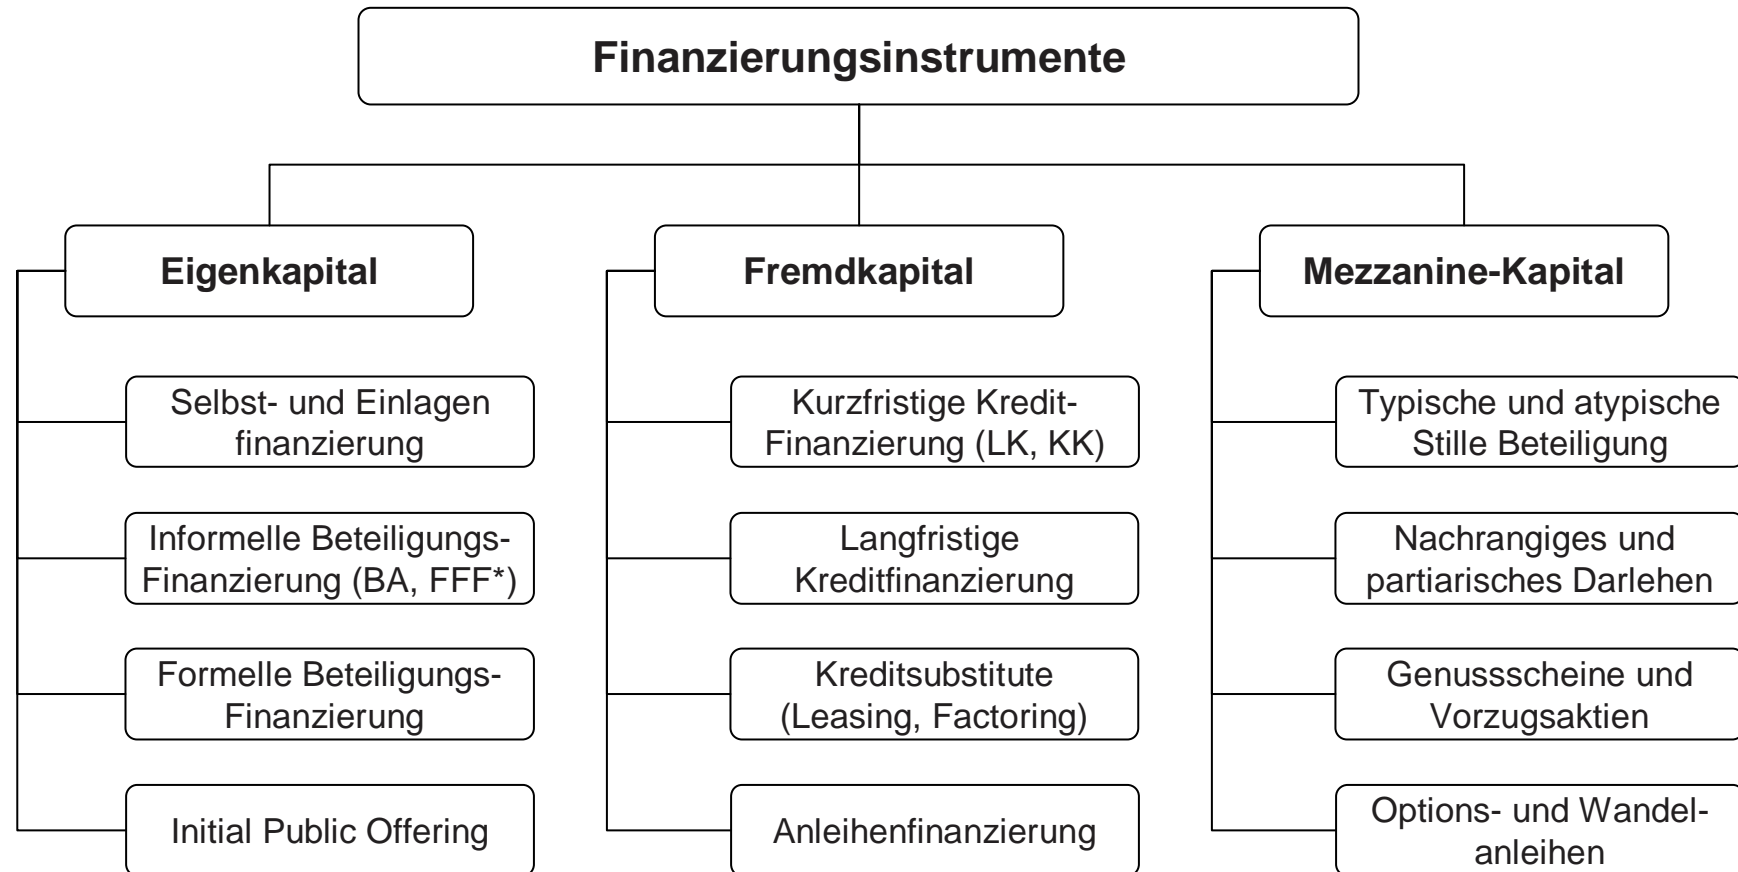 Finanzierungsinstrumente
Eigenkapital
Selbst- und Einlagen
finanzierung
Informelle Beteiligungs-
Finanzierung (BA, FFF*)
Formelle Beteiligungs-
Finanzierung
Initial Public Offering
Fremdkapital
Kurzfristige Kredit-
Finanzierung (LK, KK)
Langfristige
Kreditfinanzierung
Kreditsubstitute
(Leasing, Factoring)
Anleihenfinanzierung
Mezzanine-Kapital
Typische und atypische
Stille Beteiligung
Nachrangiges und
partiarisches Darlehen
Genussscheine und
Vorzugsaktien
Options- und Wandel-
anleihen